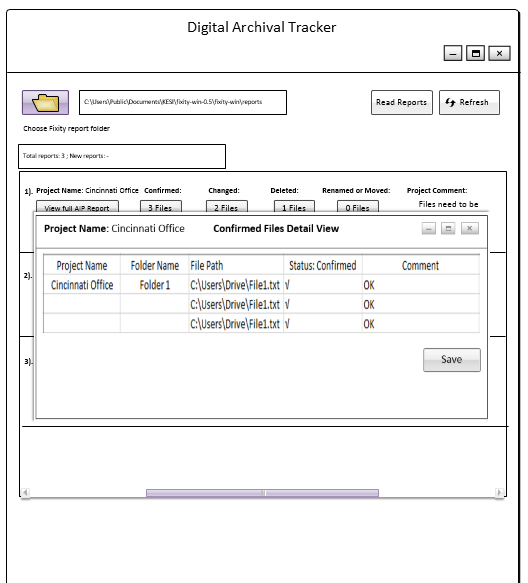 Digital Archival Tracker
C:\Users\Public\Documents\KESI\fixity-win-0.5\fixity-win\reports
Read Reports
Refresh
Choose Fixity report folder
Total reports: 3 ; New reports: -
1). Project Name: Cincinnati Office Confirmed: Changed: Deleted: Renamed or Moved: Project Comment:
View full AIP Report 3 Files 2 Files 1 Files 0 Files Files need to be
Project Name: Cincinnati Office Confirmed Files Detail View
Project Name Folder Name File Path Status: Confirmed Comment
2).
Cincinnati Office Folder 1 C:\Users\Drive\File1.txt √ OK
C:\Users\Drive\File1.txt √ OK
C:\Users\Drive\File1.txt √ OK
3).
Save